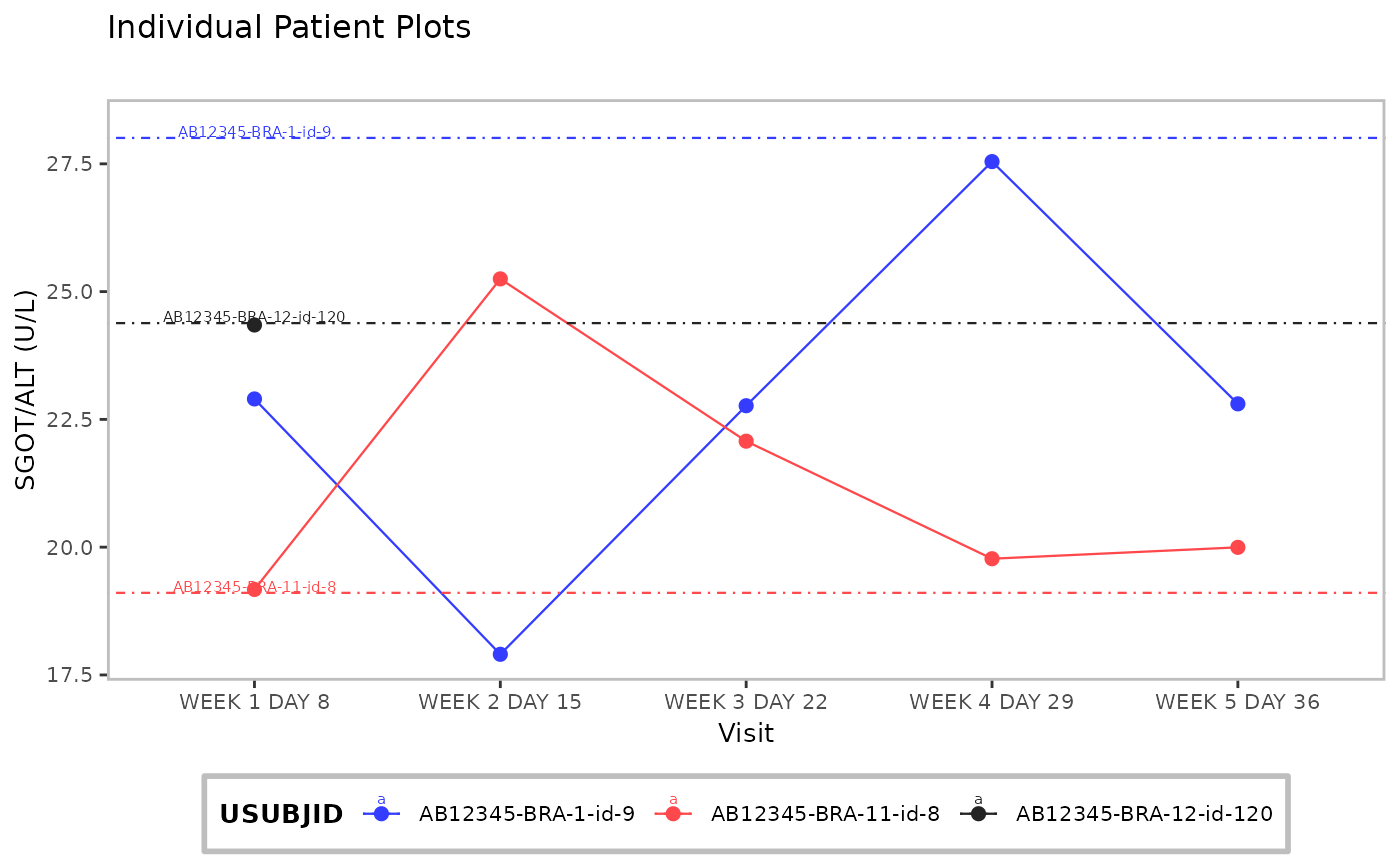 Individual Patient Plots
AB12345-BRA-1-id-9
27.5
25.0
AB12345-BRA-12-id-120
SGOT/ALT (U/L)
22.5
20.0
AB12345-BRA-11-id-8
17.5
WEEK 1 DAY 8 WEEK 2 DAY 15 WEEK 3 DAY 22 WEEK 4 DAY 29 WEEK 5 DAY 36
Visit
USUBJID a AB12345-BRA-1-id-9 a AB12345-BRA-11-id-8 a AB12345-BRA-12-id-120